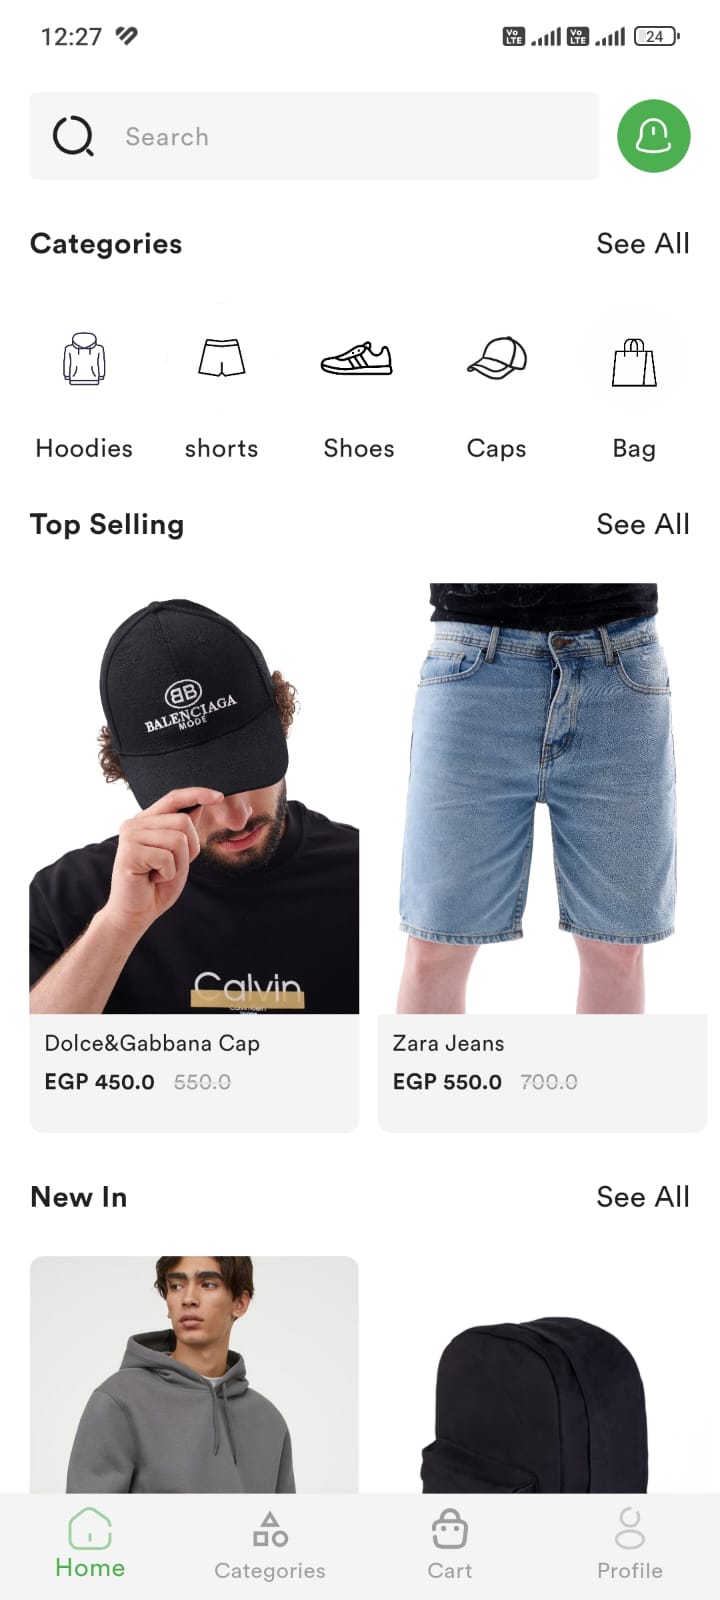 12:27
Vo LTE Vo LTE 24
Search
Categories See All
Hoodies shorts Shoes Caps Bag
Top Selling See All
BB
BALENCIAGA
MODE
Calvin
Dolce&Gabbana Cap
EGP 450.0 550.0
Zara Jeans
EGP 550.0 700.0
New In See All
Home Categories Cart Profile